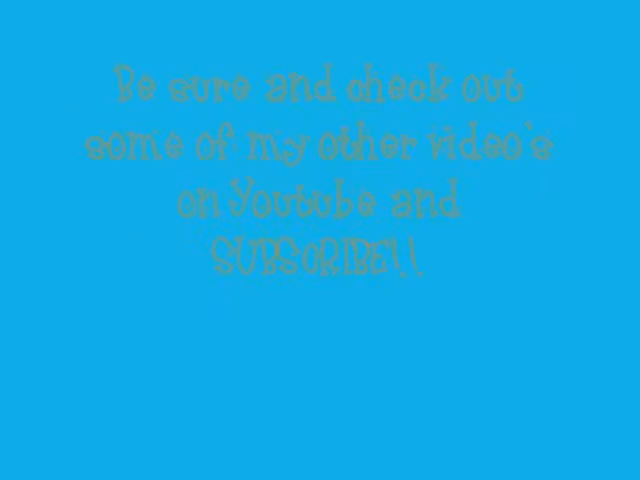 Be sure and check out
some of my other video's
on Youtube and
SUBSCRIBE!!